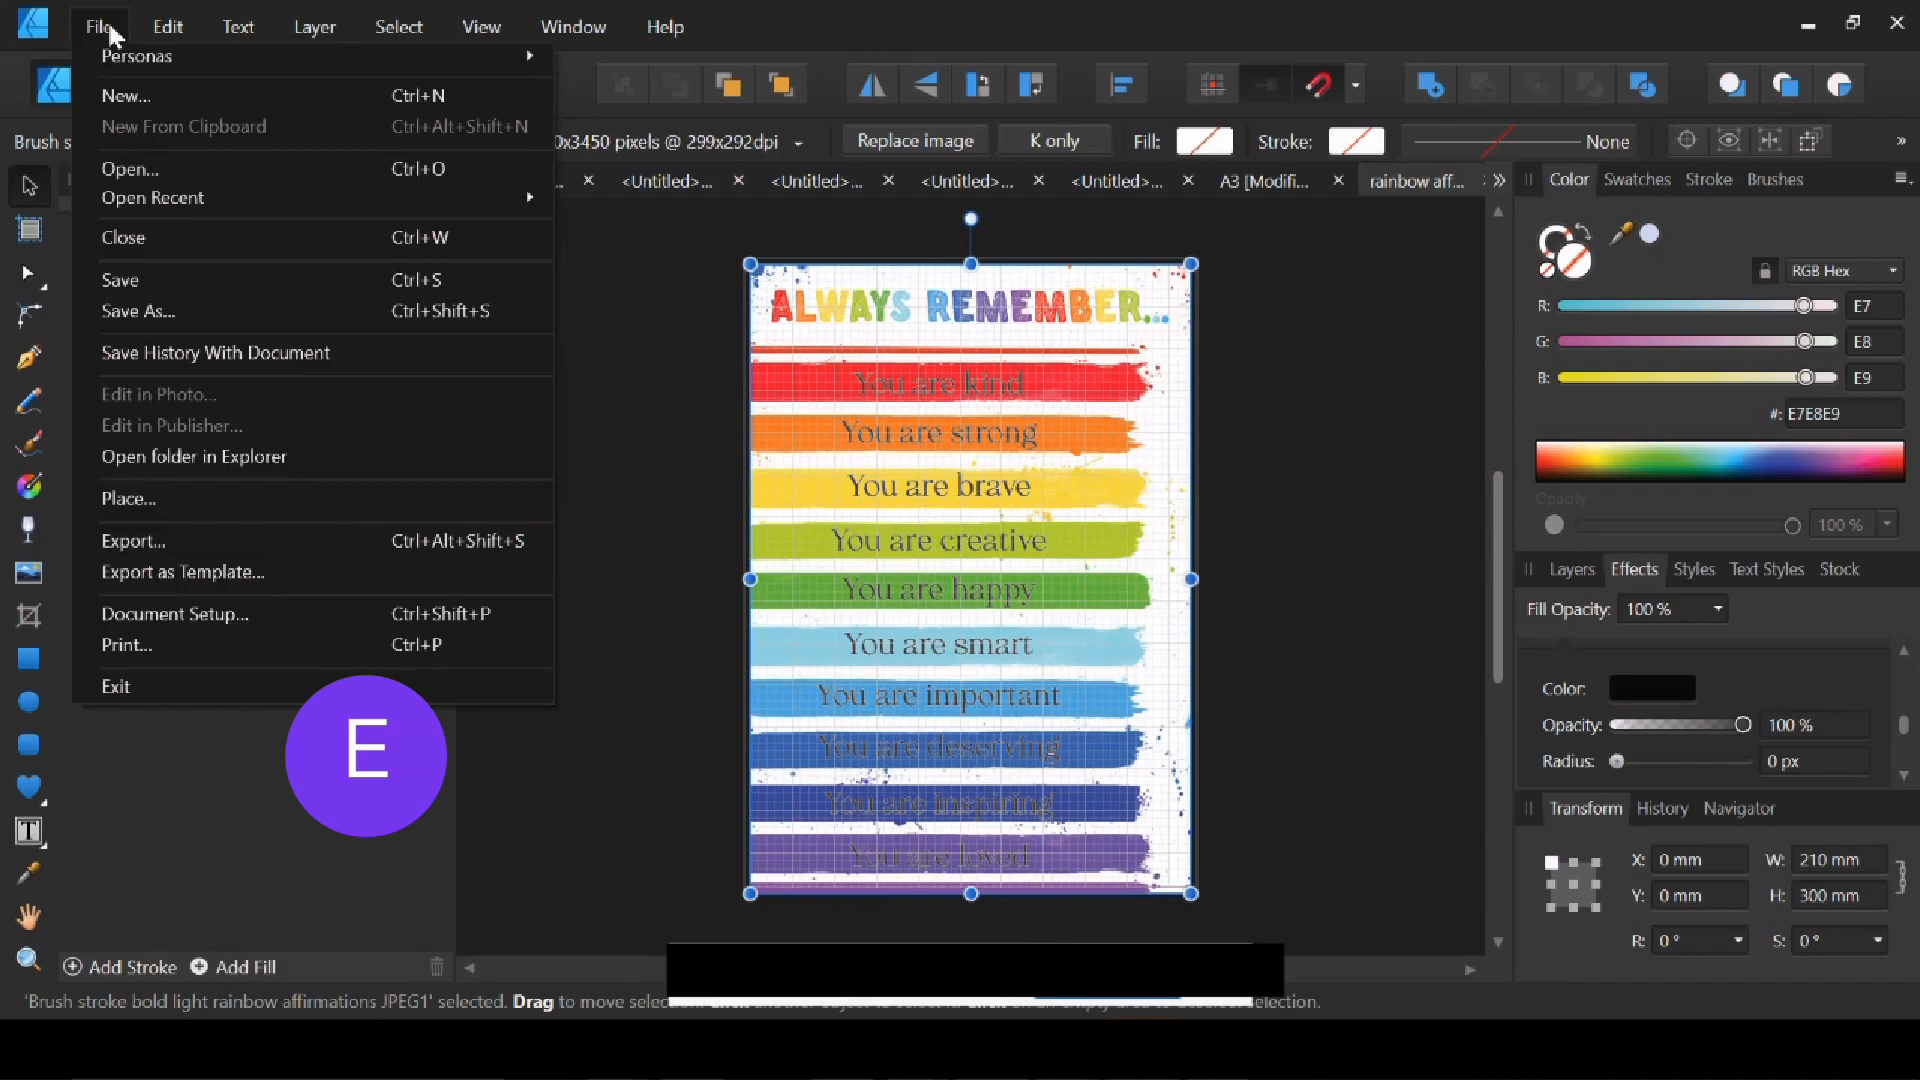 File Edit Text Layer Select View Window Help
Personas
New... Ctrl+N
New From Clipboard Ctrl+Alt+Shift+N
Open... Ctrl+O
Open Recent
Close Ctrl+W
Save Ctrl+S
Save As... Ctrl+Shift+S
Save History With Document
Edit in Photo...
Edit in Publisher...
Open folder in Explorer
Place...
Export... Ctrl+Alt+Shift+S
Export as Template...
Document Setup... Ctrl+Shift+P
Print... Ctrl+P
Exit
E
Brush s 0x3450 pixels @ 299x292dpi Replace image K only Fill: Stroke: None
<Untitled>... <Untitled>... <Untitled>... <Untitled>... A3 [Modifi... rainbow aff...
ALWAYS REMEMBER...
You are kind
You are strong
You are brave
You are creative
You are happy
You are smart
You are important
You are deserving
You are inspiring
You are loved
Color Swatches Stroke Brushes
RGB Hex
R: E7
G: E8
B: E9
#: E7E8E9
Opacity
100 %
Layers Effects Styles Text Styles Stock
Fill Opacity: 100 %
Color:
Opacity: 100 %
Radius: 0 px
Transform History Navigator
X: 0 mm W: 210 mm
Y: 0 mm H: 300 mm
R: 0 ° S: 0 °
Add Stroke Add Fill
'Brush stroke bold light rainbow affirmations JPEG1' selected. Drag to move selec election.